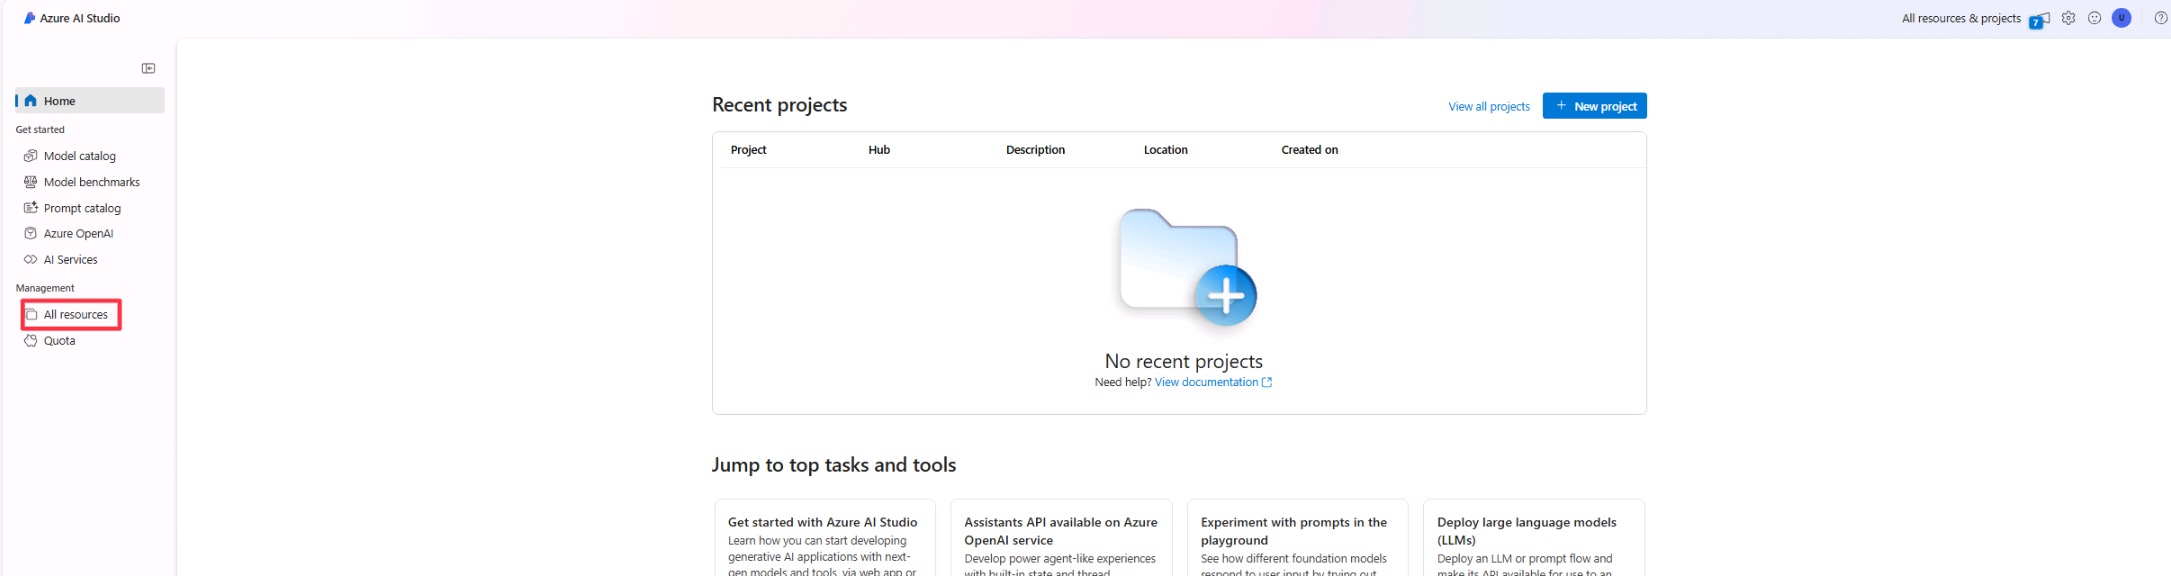 Azure AI Studio
All resources & projects
7
U
Home
Get started
Model catalog
Model benchmarks
Prompt catalog
Azure OpenAI
AI Services
Management
All resources
Quota
Recent projects
View all projects
+ New project
Project Hub Description Location Created on
No recent projects
Need help? View documentation
Jump to top tasks and tools
Get started with Azure AI Studio
Learn how you can start developing
generative AI applications with next-
gen models and tools, via web app or
Assistants API available on Azure
OpenAI service
Develop power agent-like experiences
with built-in state and thread
Experiment with prompts in the
playground
See how different foundation models
respond to user input by trying out
Deploy large language models
(LLMs)
Deploy an LLM or prompt flow and
make its API available for use to an